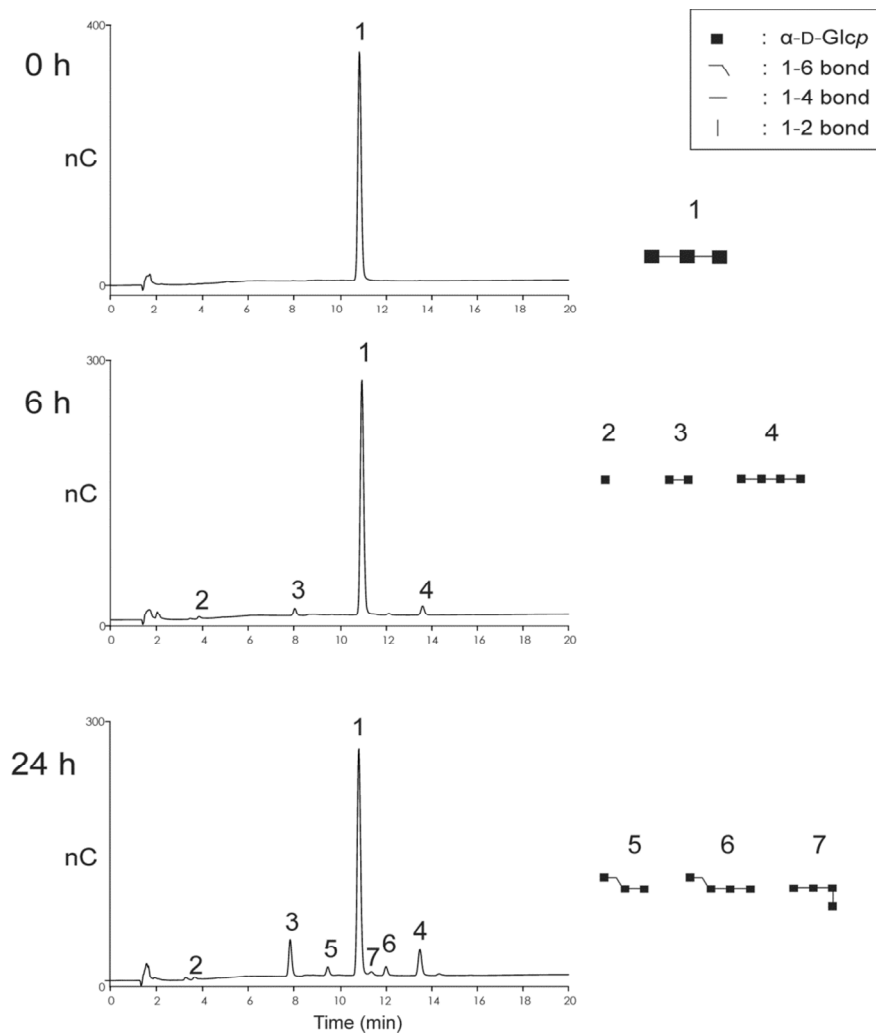 0 h
400
nC
0
1
0 2 4 6 8 10 12 14 16 18 20
■ : α-D-Glcp
: 1-6 bond
— : 1-4 bond
| : 1-2 bond
1
6 h
300
nC
0
1
2 3 4
0 2 4 6 8 10 12 14 16 18 20
2 3 4
24 h
300
nC
0
1
2 3 5 7 6 4
0 2 4 6 8 10 12 14 16 18 20
Time (min)
5 6 7